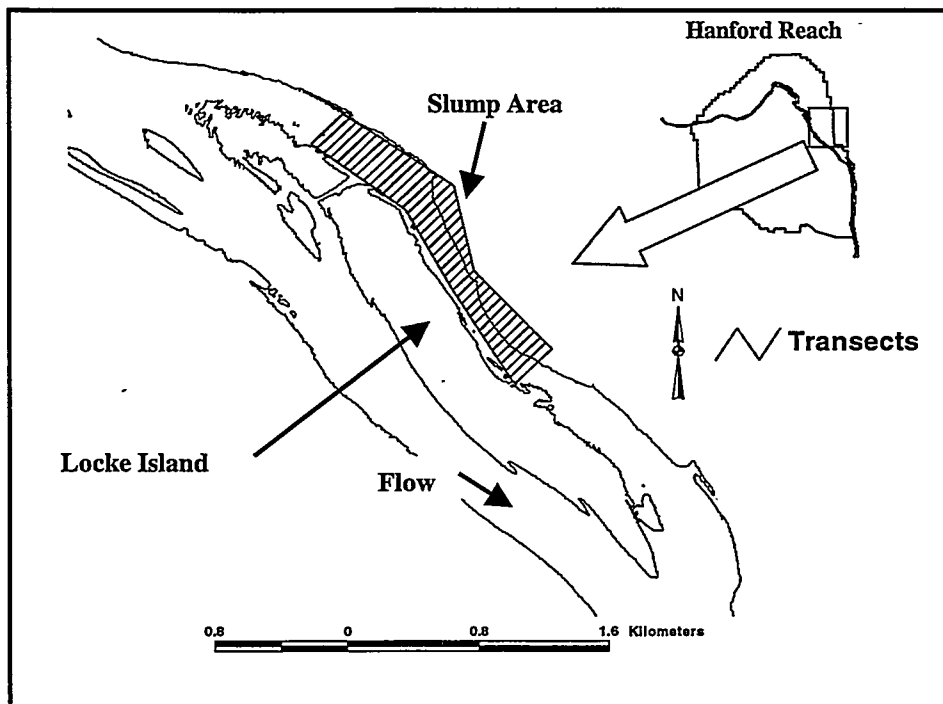 Hanford Reach
Slump Area
N
Transects
Locke Island
Flow
0.8 0 0.8 1.6 Kilometers